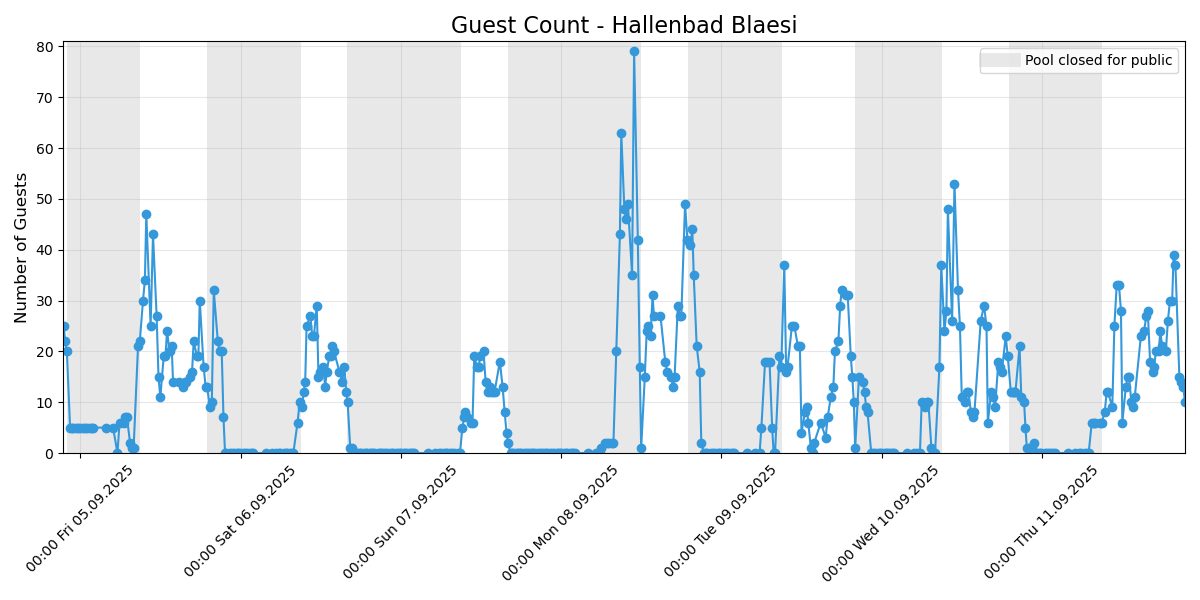 Guest Count - Hallenbad Blaesi
Pool closed for public
Number of Guests
80
70
60
50
40
30
20
10
0
00:00 Fri 05.09.2025
00:00 Sat 06.09.2025
00:00 Sun 07.09.2025
00:00 Mon 08.09.2025
00:00 Tue 09.09.2025
00:00 Wed 10.09.2025
00:00 Thu 11.09.2025